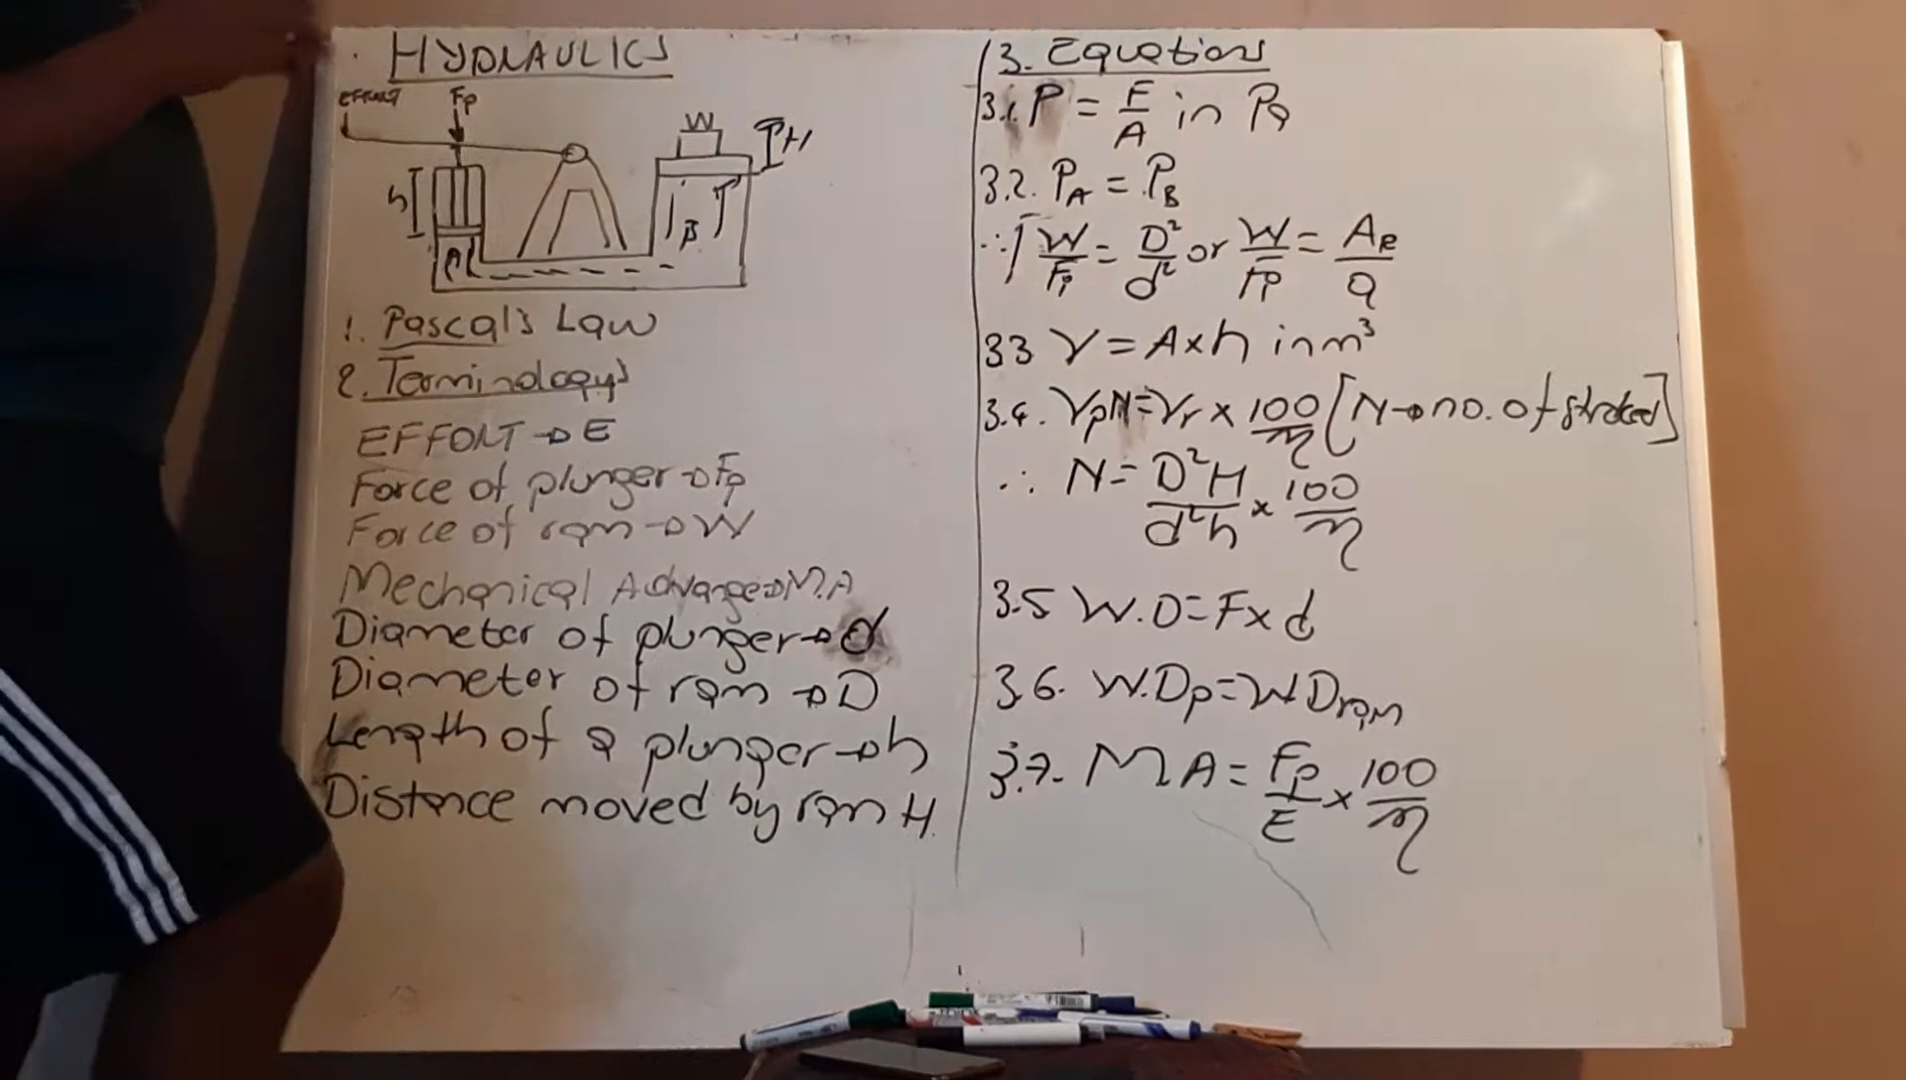 HYDRAULICS
EFFORT
Fp
W
H
h
A
B
1. Pascal's Law
2. Terminologys
EFFORT → E
Force of plunger → Fp
Force of ram → W
Mechanical Advange → M.A
Diameter of plunger → d
Diameter of ram → D
Length of a plunger → h
Distance moved by ram H.
3. Equations
3.1. P = F/A in Pa
3.2. PA = PB
∴ W/Fp = D²/d² or W/Fp = AR/a
3.3 V = A×h in m³
3.4. VpN = Vr × 100/η [N → no. of strokes]
∴ N = D²H/d²h × 100/η
3.5 W.D = F×d
3.6. W.Dp = W.Dram
3.7. MA = Fp/E × 100/η